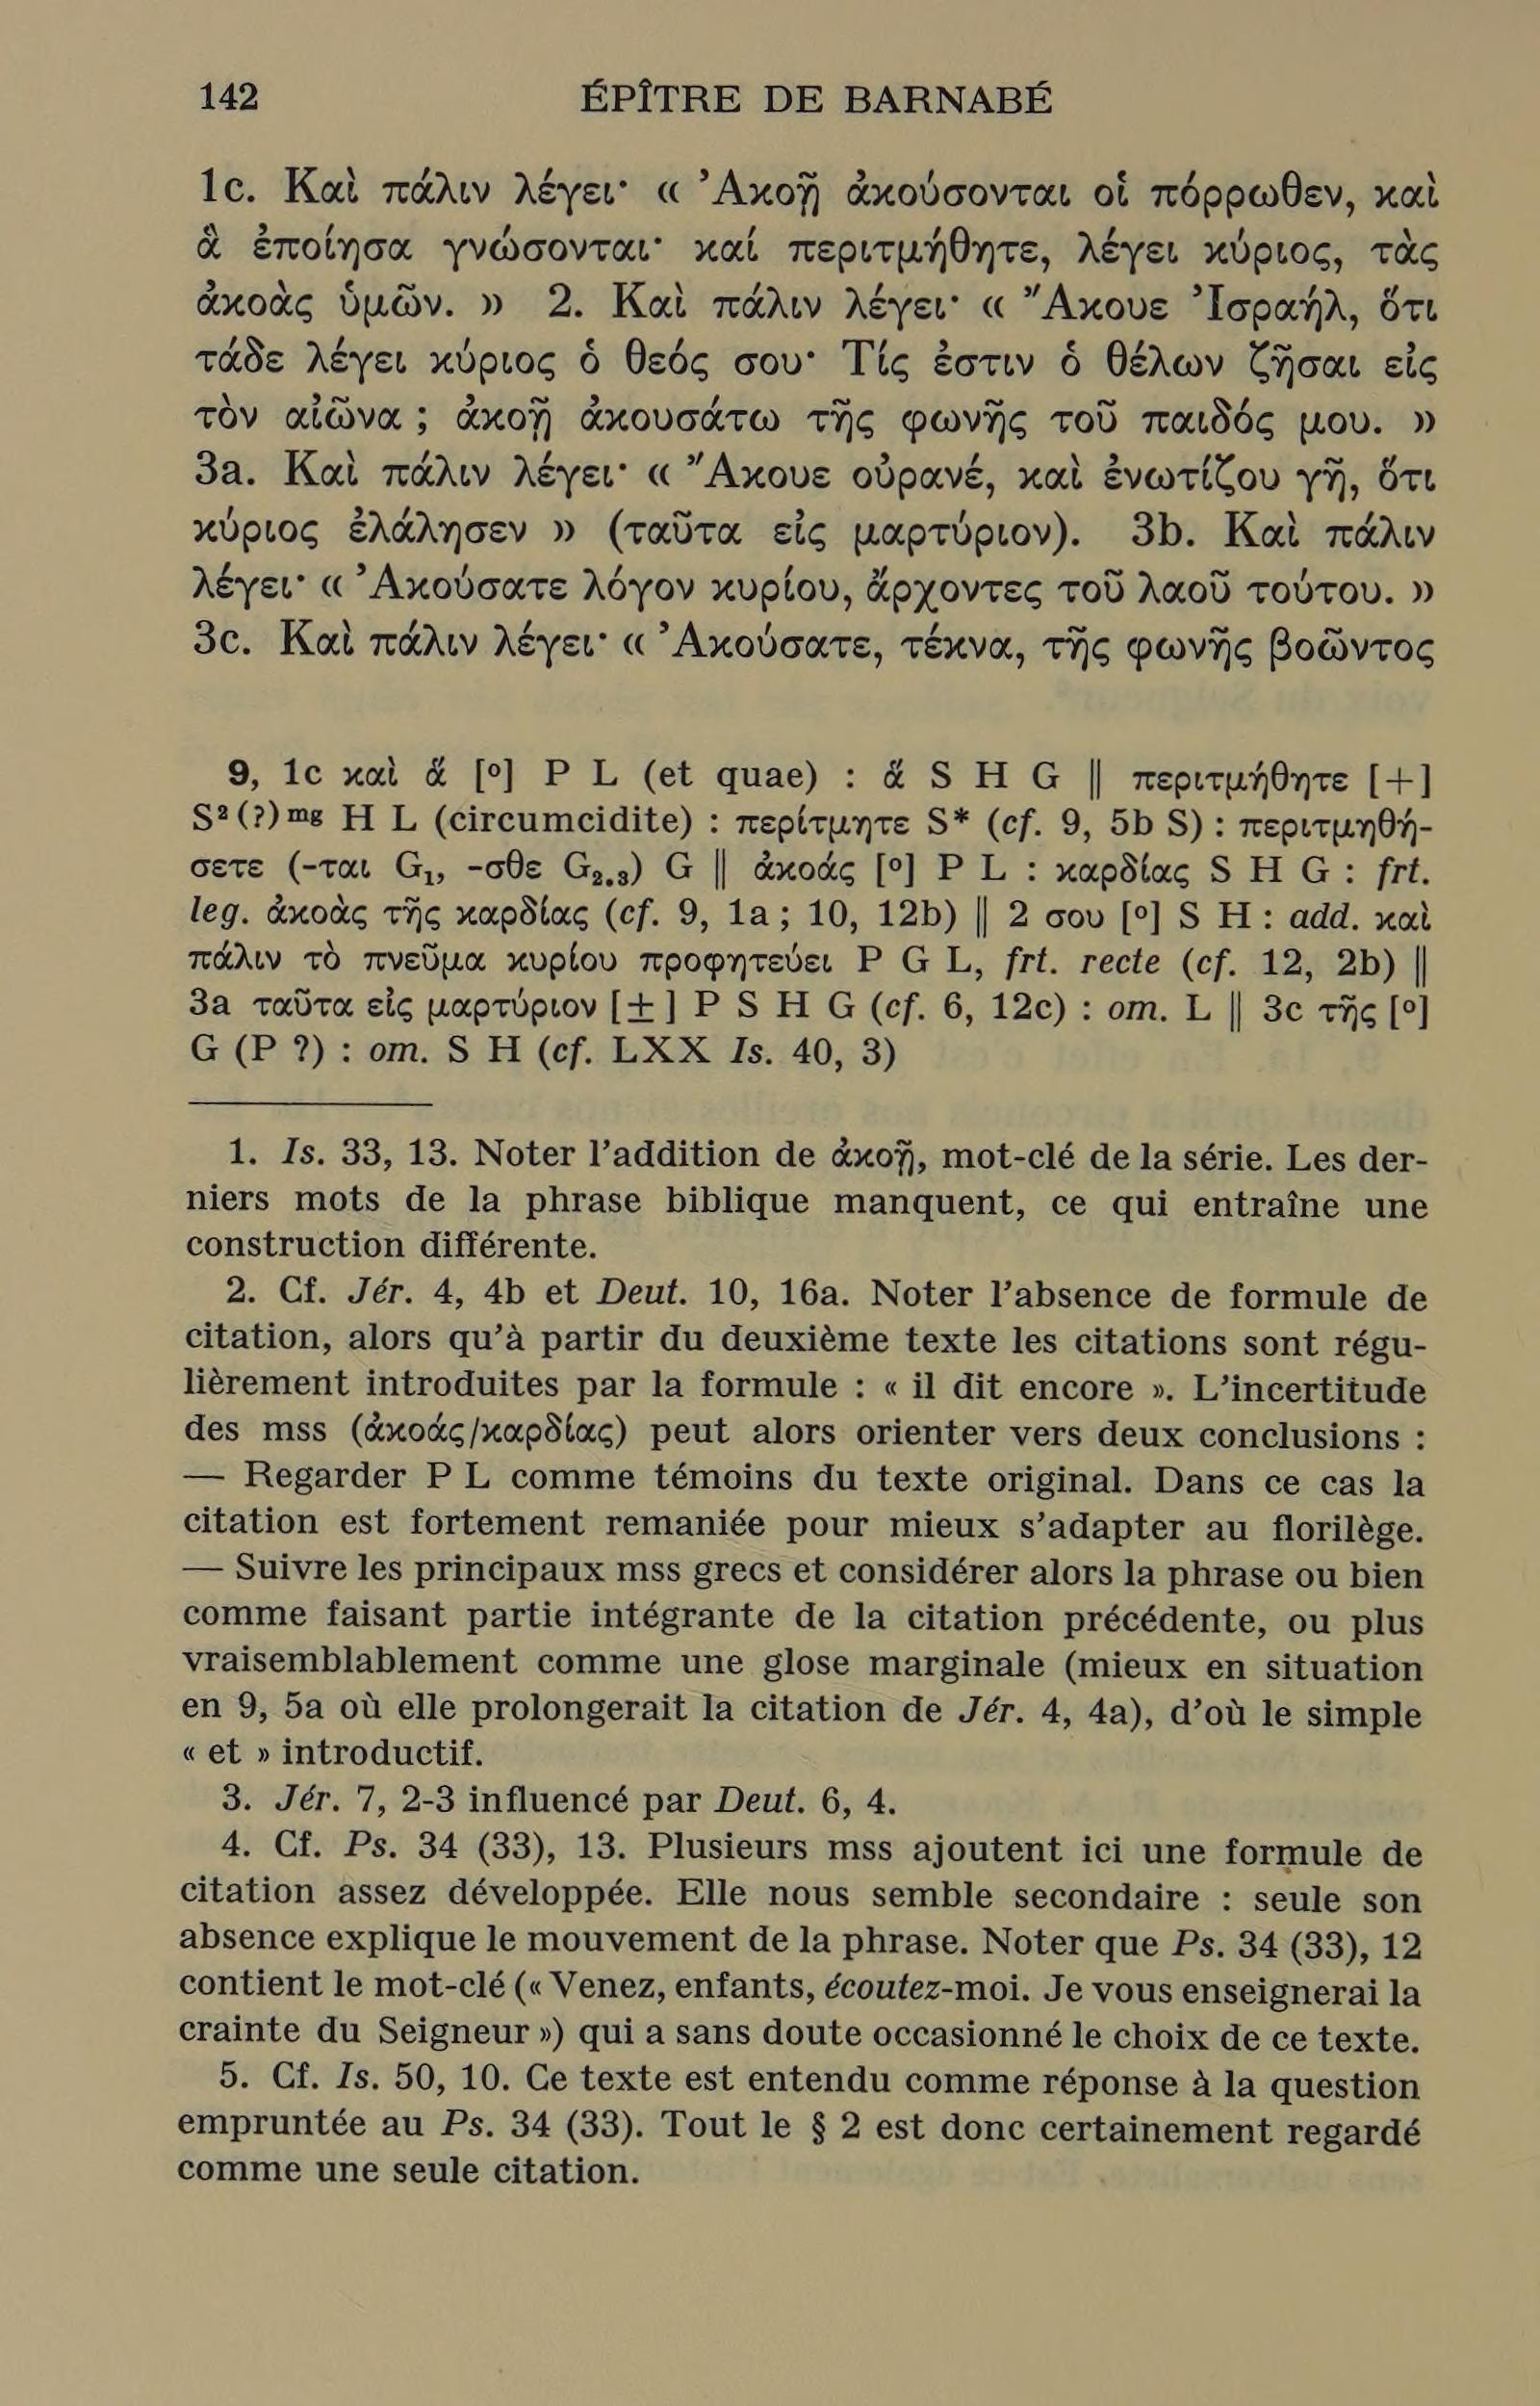 142 ÉPÎTRE DE BARNABÉ
1c. Καὶ πάλιν λέγει· « Ἀκοῇ ἀκούσονται οἱ πόρρωθεν, καὶ
ἃ ἐποίησα γνώσονται· καί περιτμήθητε, λέγει κύριος, τὰς
ἀκοὰς ὑμῶν. » 2. Καὶ πάλιν λέγει· « Ἄκουε Ἰσραήλ, ὅτι
τάδε λέγει κύριος ὁ θεός σου· Τίς ἐστιν ὁ θέλων ζῆσαι εἰς
τὸν αἰῶνα ; ἀκοῇ ἀκουσάτω τῆς φωνῆς τοῦ παιδός μου. »
3a. Καὶ πάλιν λέγει· « Ἄκουε οὐρανέ, καὶ ἐνωτίζου γῆ, ὅτι
κύριος ἐλάλησεν » (ταῦτα εἰς μαρτύριον). 3b. Καὶ πάλιν
λέγει· « Ἀκούσατε λόγον κυρίου, ἄρχοντες τοῦ λαοῦ τούτου. »
3c. Καὶ πάλιν λέγει· « Ἀκούσατε, τέκνα, τῆς φωνῆς βοῶντος
9, 1c καὶ ἅ [⁰] P L (et quae) : ἅ S H G || περιτμήθητε [+]
S²(?)ᵐᵍ H L (circumcidite) : περίτμητε S* (cf. 9, 5b S) : περιτμηθή-
σετε (-ται G₁, -σθε G₂.₃) G || ἀκοάς [⁰] P L : καρδίας S H G : frt.
leg. ἀκοὰς τῆς καρδίας (cf. 9, 1a ; 10, 12b) || 2 σου [⁰] S H : add. καὶ
πάλιν τὸ πνεῦμα κυρίου προφητεύει P G L, frt. recte (cf. 12, 2b) ||
3a ταῦτα εἰς μαρτύριον [±] P S H G (cf. 6, 12c) : om. L || 3c τῆς [⁰]
G (P ?) : om. S H (cf. LXX Is. 40, 3)
1. Is. 33, 13. Noter l'addition de ἀκοῇ, mot-clé de la série. Les der-
niers mots de la phrase biblique manquent, ce qui entraîne une
construction différente.
2. Cf. Jér. 4, 4b et Deut. 10, 16a. Noter l'absence de formule de
citation, alors qu'à partir du deuxième texte les citations sont régu-
lièrement introduites par la formule : « il dit encore ». L'incertitude
des mss (ἀκοάς/καρδίας) peut alors orienter vers deux conclusions :
— Regarder P L comme témoins du texte original. Dans ce cas la
citation est fortement remaniée pour mieux s'adapter au florilège.
— Suivre les principaux mss grecs et considérer alors la phrase ou bien
comme faisant partie intégrante de la citation précédente, ou plus
vraisemblablement comme une glose marginale (mieux en situation
en 9, 5a où elle prolongerait la citation de Jér. 4, 4a), d'où le simple
« et » introductif.
3. Jér. 7, 2-3 influencé par Deut. 6, 4.
4. Cf. Ps. 34 (33), 13. Plusieurs mss ajoutent ici une formule de
citation assez développée. Elle nous semble secondaire : seule son
absence explique le mouvement de la phrase. Noter que Ps. 34 (33), 12
contient le mot-clé (« Venez, enfants, écoutez-moi. Je vous enseignerai la
crainte du Seigneur ») qui a sans doute occasionné le choix de ce texte.
5. Cf. Is. 50, 10. Ce texte est entendu comme réponse à la question
empruntée au Ps. 34 (33). Tout le § 2 est donc certainement regardé
comme une seule citation.